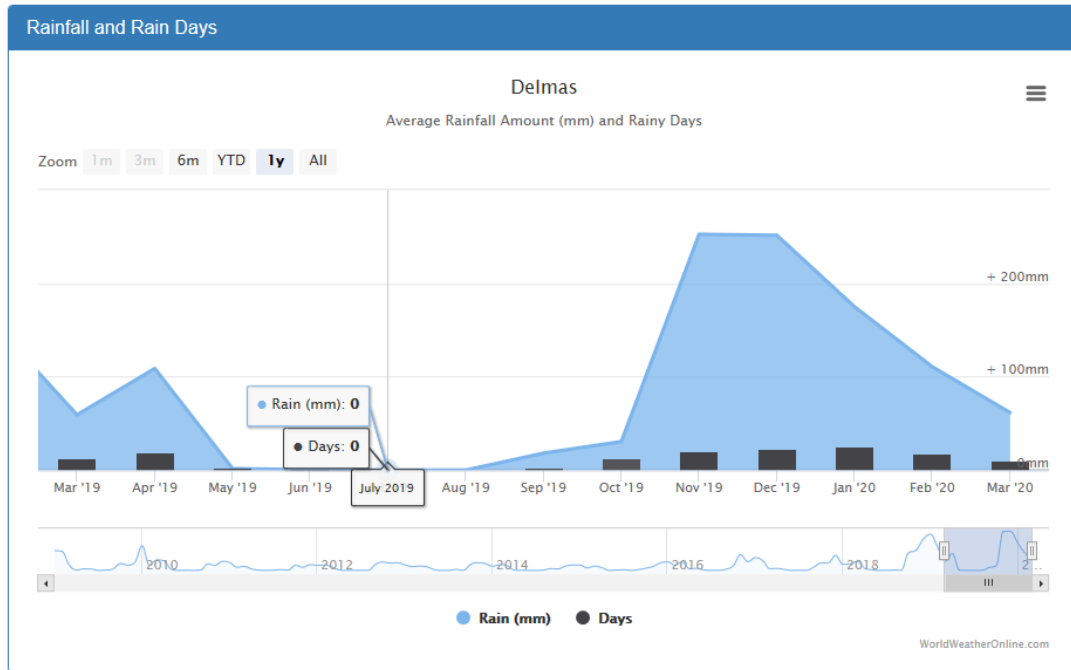 Rainfall and Rain Days
Delmas
Average Rainfall Amount (mm) and Rainy Days
Zoom 1m 3m 6m YTD 1y All
+ 200mm
+ 100mm
Rain (mm): 0
Days: 0
0mm
Mar '19 Apr '19 May '19 Jun '19 July 2019 Aug '19 Sep '19 Oct '19 Nov '19 Dec '19 Jan '20 Feb '20 Mar '20
2010 2012 2014 2016 2018 2...
Rain (mm) Days
WorldWeatherOnline.com